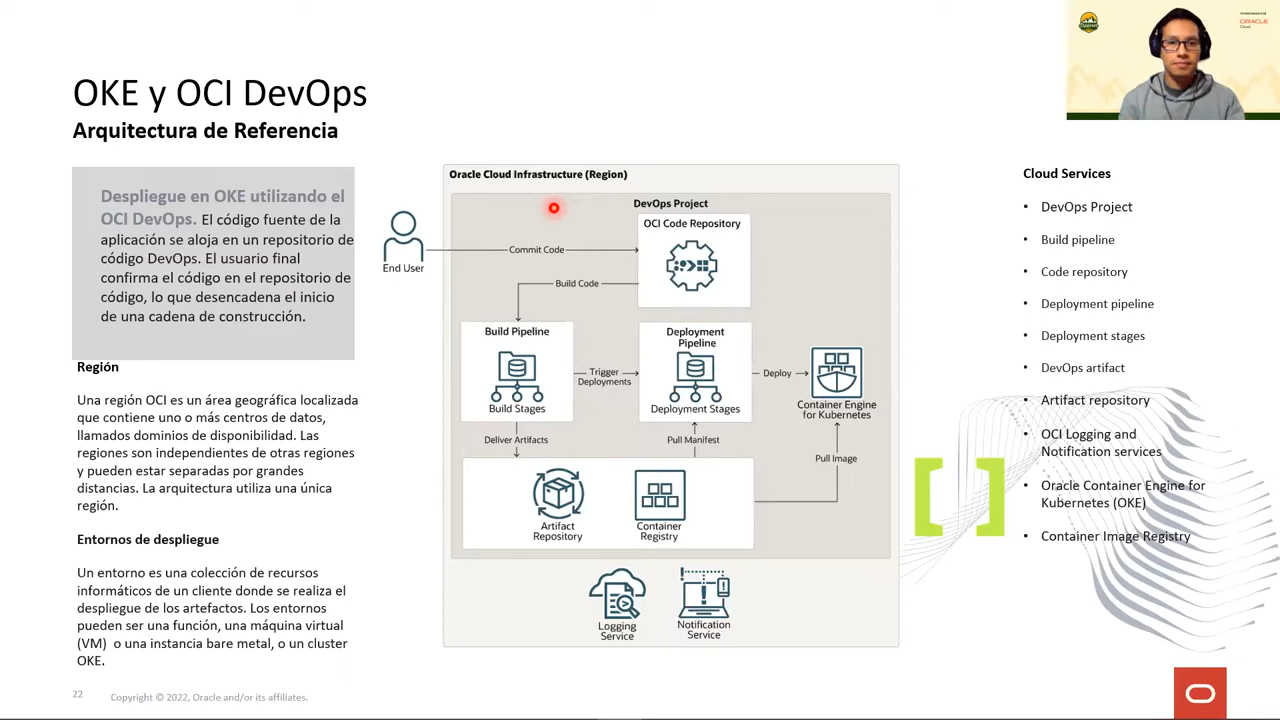 OKE y OCI DevOps
Arquitectura de Referencia
Despliegue en OKE utilizando el
OCI DevOps. El código fuente de la
aplicación se aloja en un repositorio de
código DevOps. El usuario final
confirma el código en el repositorio de
código, lo que desencadena el inicio
de una cadena de construcción.
Región
Una región OCI es un área geográfica localizada
que contiene uno o más centros de datos,
llamados dominios de disponibilidad. Las
regiones son independientes de otras regiones
y pueden estar separadas por grandes
distancias. La arquitectura utiliza una única
región.
Entornos de despliegue
Un entorno es una colección de recursos
informáticos de un cliente donde se realiza el
despliegue de los artefactos. Los entornos
pueden ser una función, una máquina virtual
(VM) o una instancia bare metal, o un cluster
OKE.
Oracle Cloud Infrastructure (Region)
DevOps Project
OCI Code Repository
End User
Commit Code
Build Code
Build Pipeline
Build Stages
Trigger
Deployments
Deployment
Pipeline
Deployment Stages
Deploy
Container Engine
for Kubernetes
Deliver Artifacts
Pull Manifest
Pull Image
Artifact
Repository
Container
Registry
Logging
Service
Notification
Service
Cloud Services
• DevOps Project
• Build pipeline
• Code repository
• Deployment pipeline
• Deployment stages
• DevOps artifact
• Artifact repository
• OCI Logging and
Notification services
• Oracle Container Engine for
Kubernetes (OKE)
• Container Image Registry
ORACLE
Cloud
22
Copyright © 2022, Oracle and/or its affiliates.